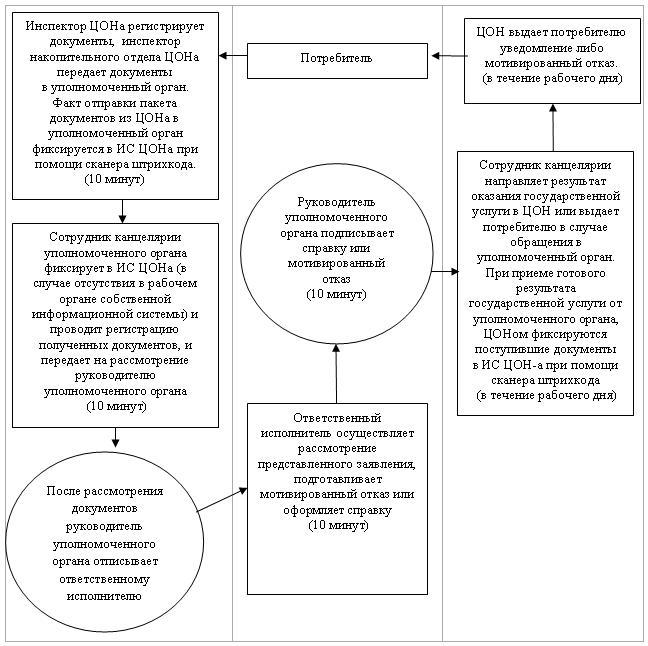 Инспектор ЦОНа регистрирует
документы, инспектор
накопительного отдела ЦОНа
передает документы
в уполномоченный орган.
Факт отправки пакета
документов из ЦОНа в
уполномоченный орган
фиксируется в ИС ЦОНа при
помощи сканера штрихкода.
(10 минут)
Потребитель
ЦОН выдает потребителю
уведомление либо
мотивированный отказ.
(в течение рабочего дня)
Сотрудник канцелярии
уполномоченного органа
фиксирует в ИС ЦОНа (в
случае отсутствия в рабочем
органе собственной
информационной системы) и
проводит регистрацию
полученных документов, и
передает на рассмотрение
руководителю
уполномоченного органа
(10 минут)
Руководитель
уполномоченного
органа подписывает
справку или
мотивированный
отказ
(10 минут)
Сотрудник канцелярии
направляет результат
оказания государственной
услуги в ЦОН или выдает
потребителю в случае
обращения в
уполномоченный орган.
При приеме готового
результата
государственной услуги от
уполномоченного органа,
ЦОНом фиксируются
поступившие документы
в ИС ЦОН-а при помощи
сканера штрихкода
(в течение рабочего дня)
После рассмотрения
документов
руководитель
уполномоченного
органа отписывает
ответственному
исполнителю
Ответственный
исполнитель осуществляет
рассмотрение
представленного заявления,
подготавливает
мотивированный отказ или
оформляет справку
(10 минут)